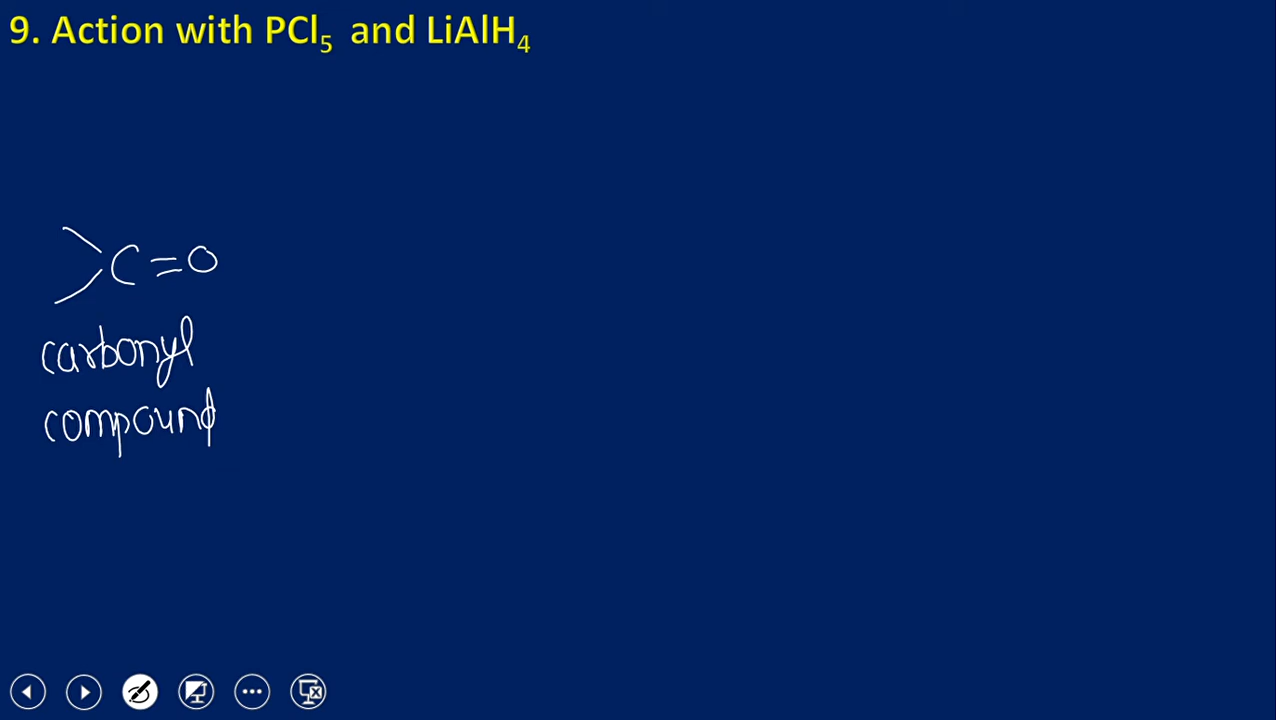 9. Action with PCl₅ and LiAlH₄
>C=O
carbonyl
compound